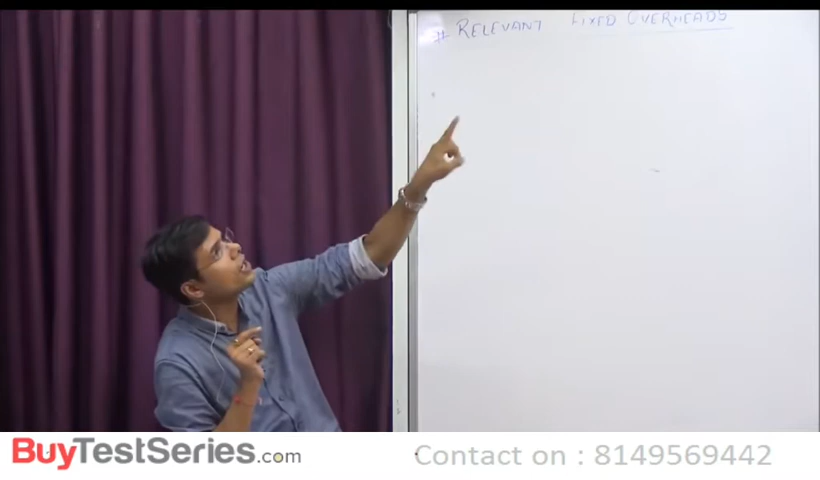 # RELEVANT FIXED OVERHEADS
BuyTestSeries.com
Contact on : 8149569442